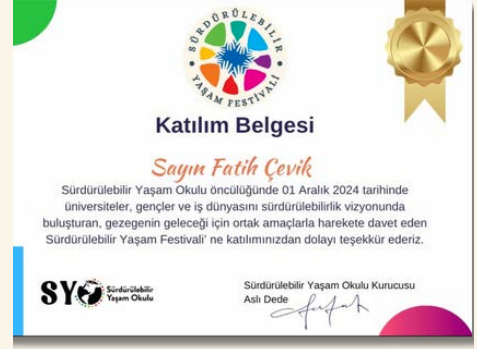 SÜRDÜRÜLEBİLİR
YAŞAM FESTİVALİ
Katılım Belgesi
Sayın Fatih Çevik
Sürdürülebilir Yaşam Okulu öncülüğünde 01 Aralık 2024 tarihinde
üniversiteler, gençler ve iş dünyasını sürdürülebilirlik vizyonunda
buluşturan, gezegenin geleceği için ortak amaçlarla harekete davet eden
Sürdürülebilir Yaşam Festivali' ne katılımınızdan dolayı teşekkür ederiz.
SYO
Sürdürülebilir
Yaşam Okulu
Sürdürülebilir Yaşam Okulu Kurucusu
Aslı Dede